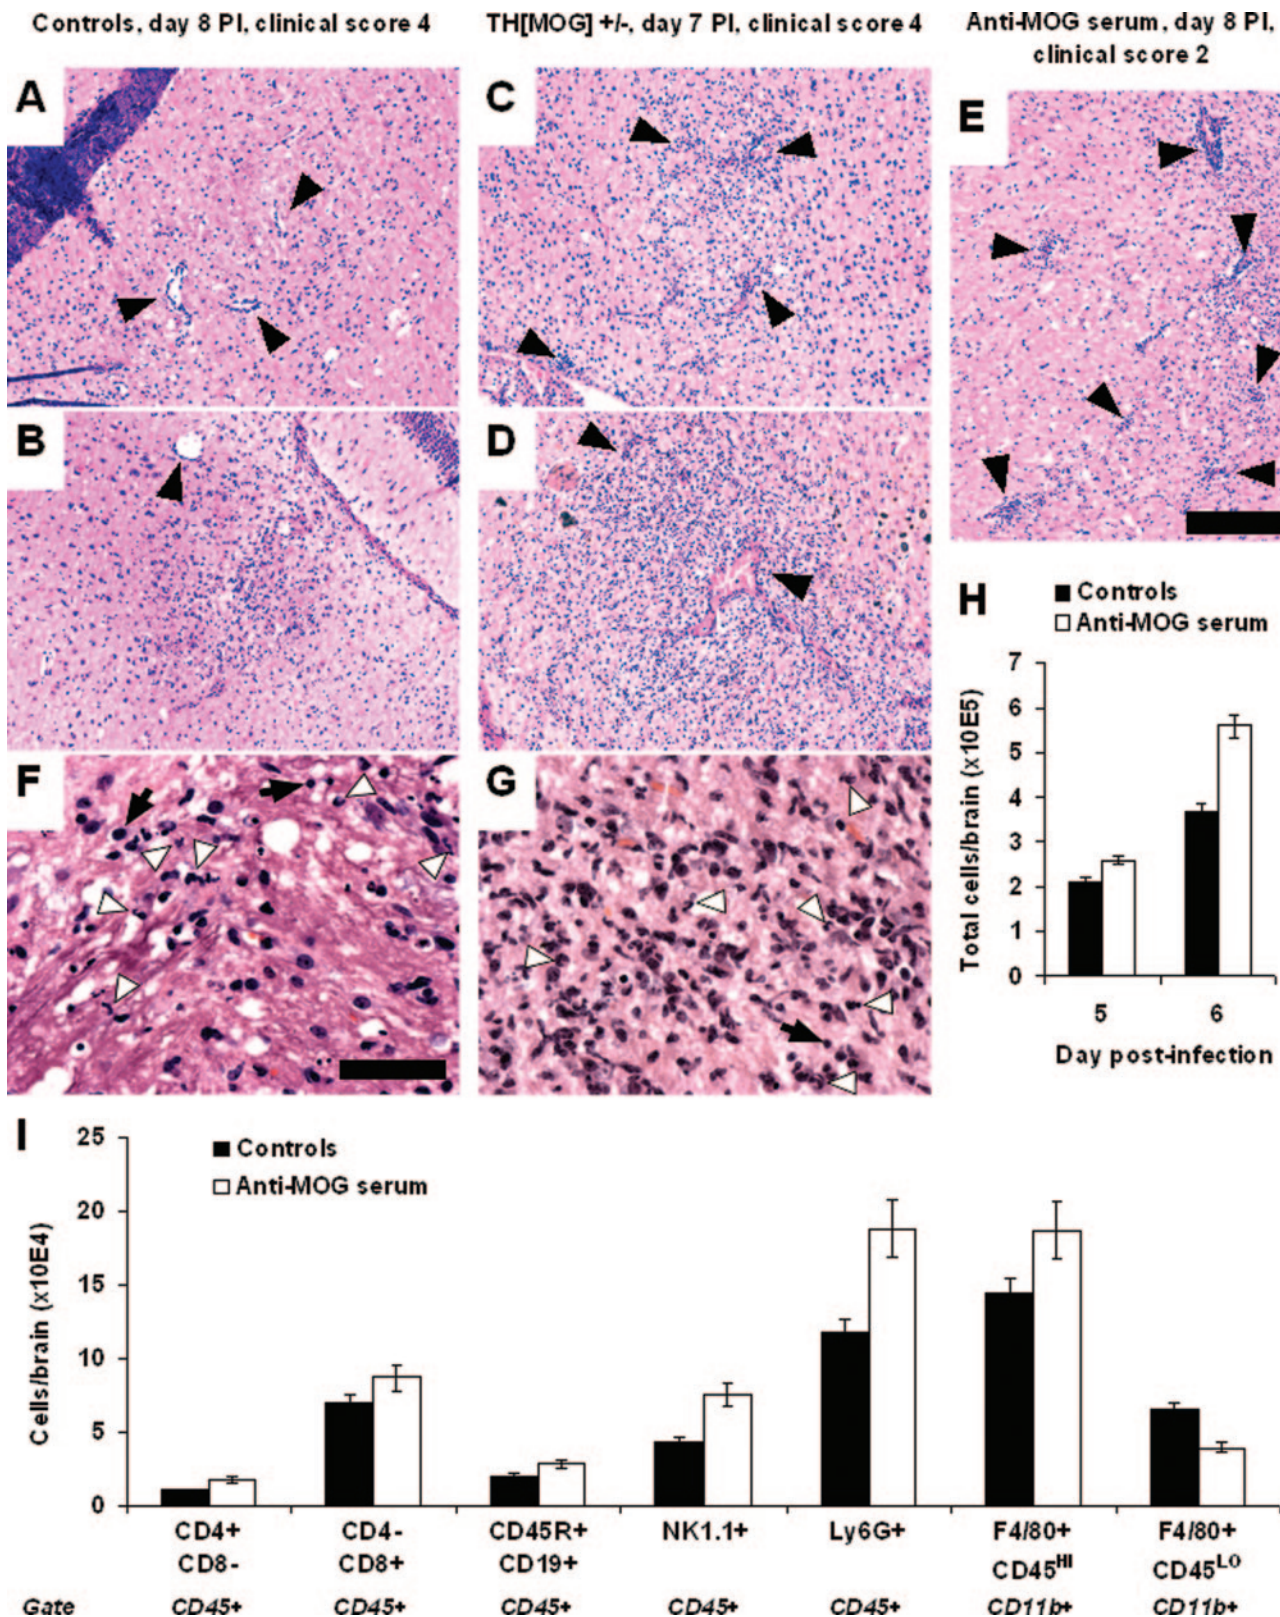 Controls, day 8 PI, clinical score 4
TH[MOG] +/-, day 7 PI, clinical score 4
Anti-MOG serum, day 8 PI,
clinical score 2
A
C
E
B
D
H
Controls
Anti-MOG serum
Total cells/brain (x10E5)
7
6
5
4
3
2
1
0
5 6
Day post-infection
F
G
I
Controls
Anti-MOG serum
Cells/brain (x10E4)
25
20
15
10
5
0
CD4+ CD4- CD45R+ NK1.1+ Ly6G+ F4/80+ F4/80+
CD8- CD8+ CD19+ CD45HI CD45LO
Gate CD45+ CD45+ CD45+ CD45+ CD45+ CD11b+ CD11b+